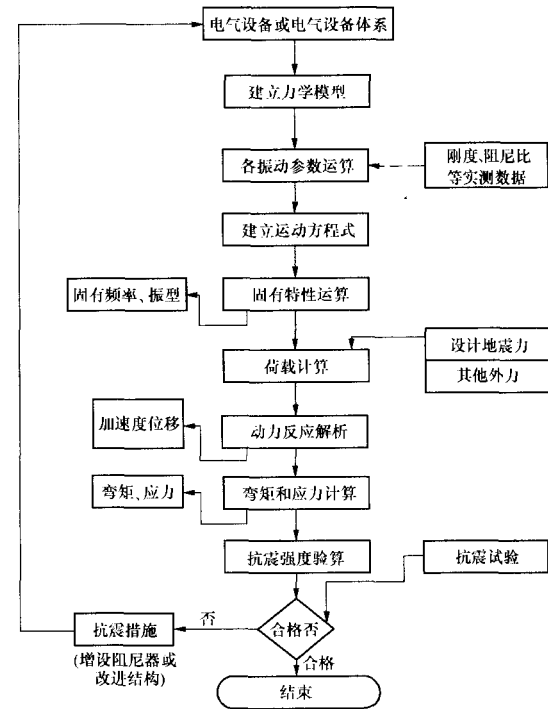 电气设备或电气设备体系
建立力学模型
各振动参数运算
刚度、阻尼比
等实测数据
建立运动方程式
固有频率、振型
固有特性运算
设计地震力
荷载计算
其他外力
加速度位移
动力反应解析
弯矩、应力
弯矩和应力计算
抗震强度验算
抗震试验
否
抗震措施
合格否
(增设阻尼器或
改进结构)
合格
结束